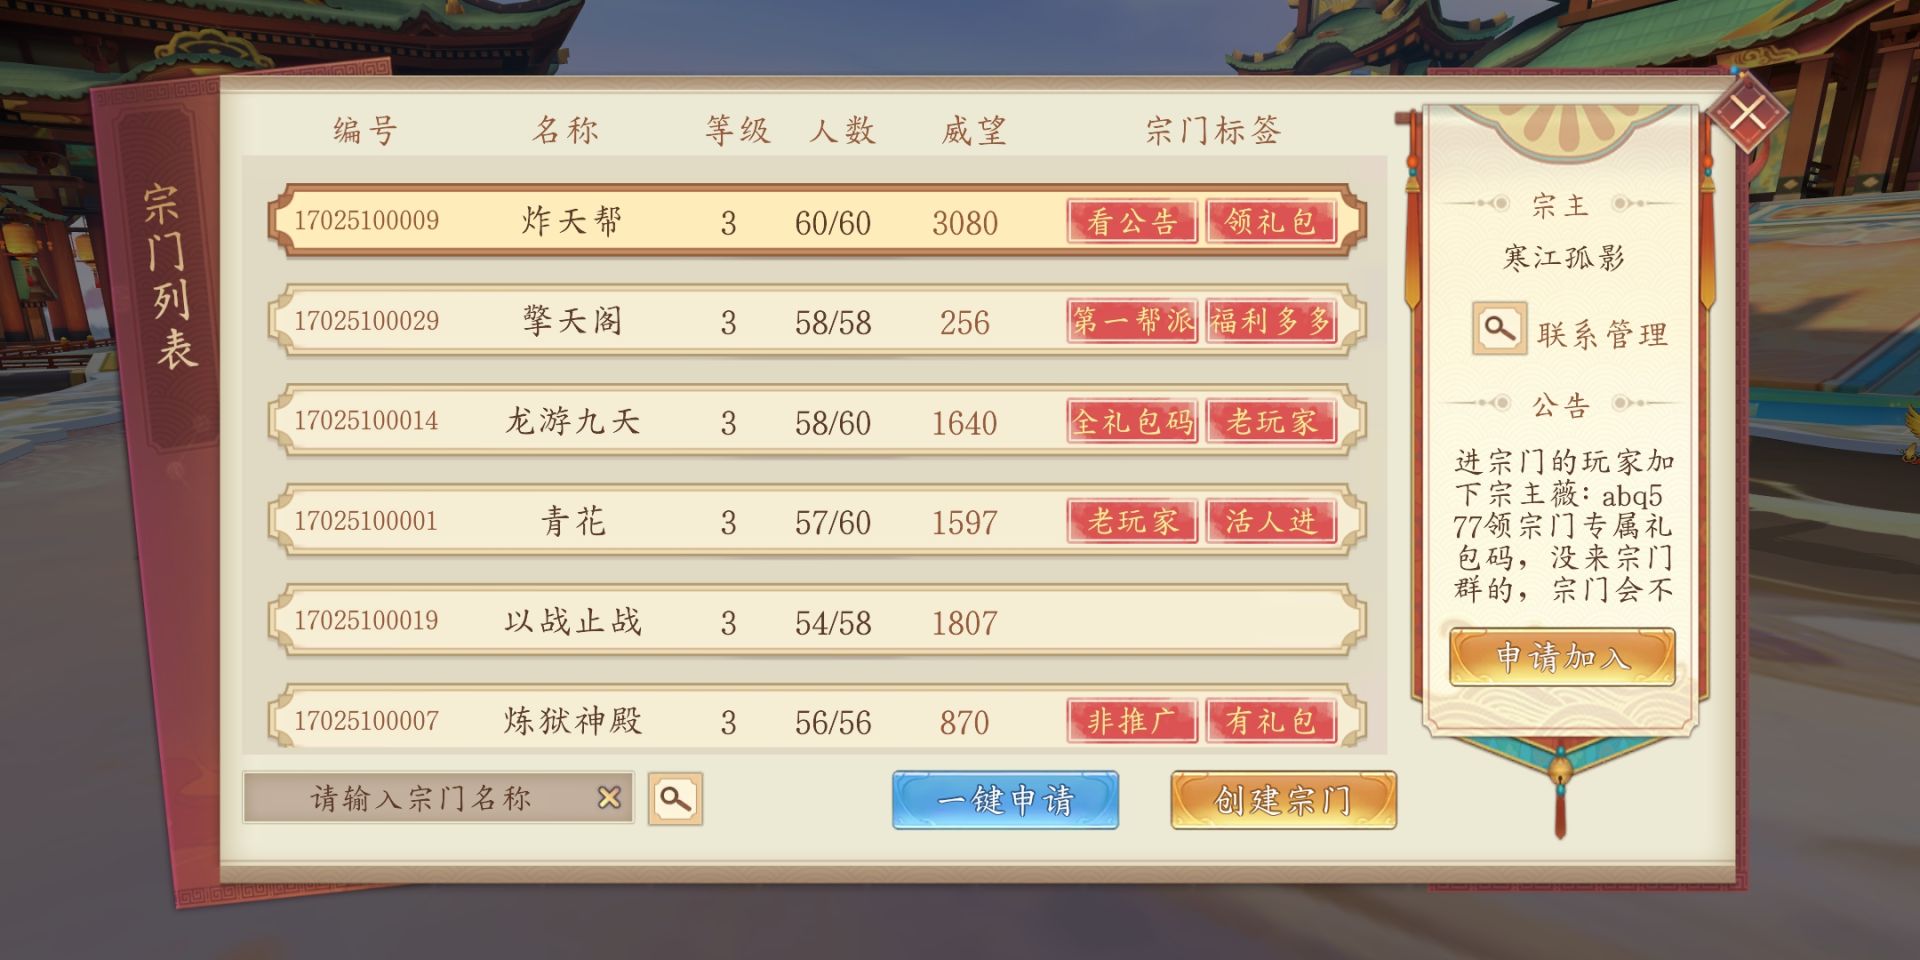 宗门列表
编号 名称 等级 人数 威望 宗门标签
17025100009 炸天帮 3 60/60 3080 看公告 领礼包
17025100029 擎天阁 3 58/58 256 第一帮派 福利多多
17025100014 龙游九天 3 58/60 1640 全礼包码 老玩家
17025100001 青花 3 57/60 1597 老玩家 活人进
17025100019 以战止战 3 54/58 1807
17025100007 炼狱神殿 3 56/56 870 非推广 有礼包
请输入宗门名称
一键申请
创建宗门
宗主
寒江孤影
联系管理
公告
进宗门的玩家加
下宗主薇：abq5
77领宗门专属礼
包码，没来宗门
群的，宗门会不
申请加入